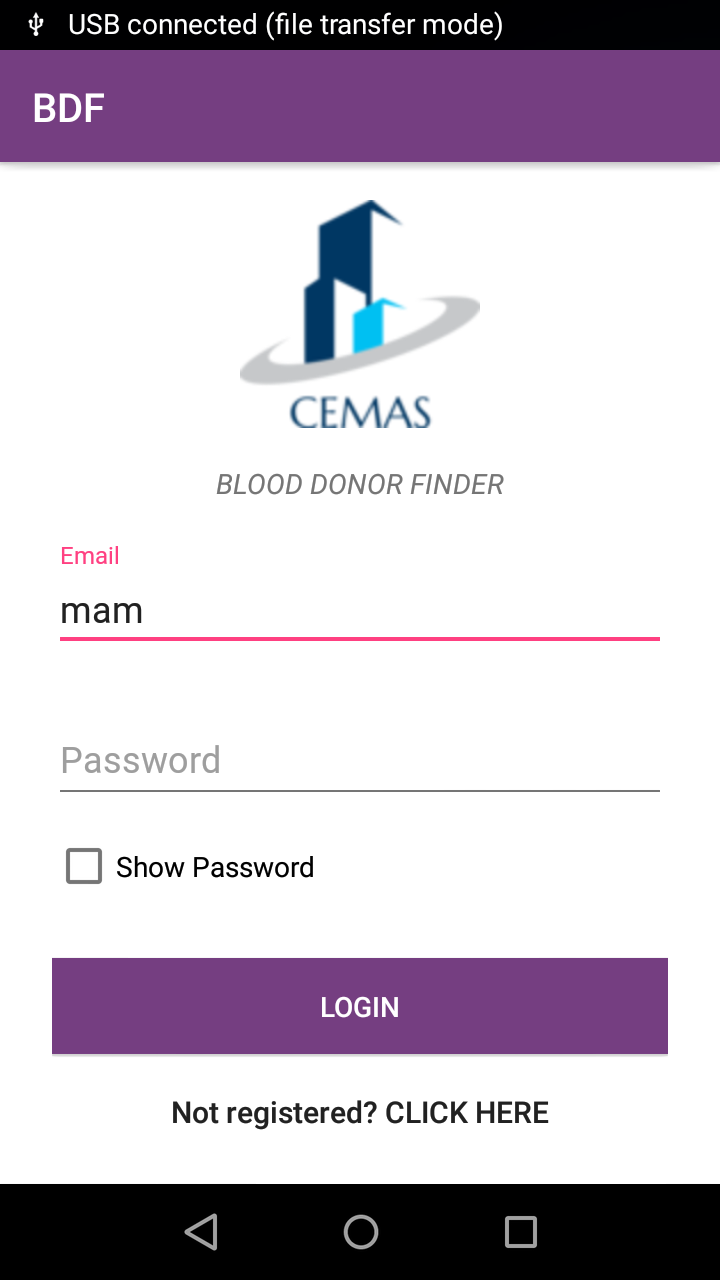 USB connected (file transfer mode)
BDF
CEMAS
BLOOD DONOR FINDER
Email
mam
Password
Show Password
LOGIN
Not registered? CLICK HERE